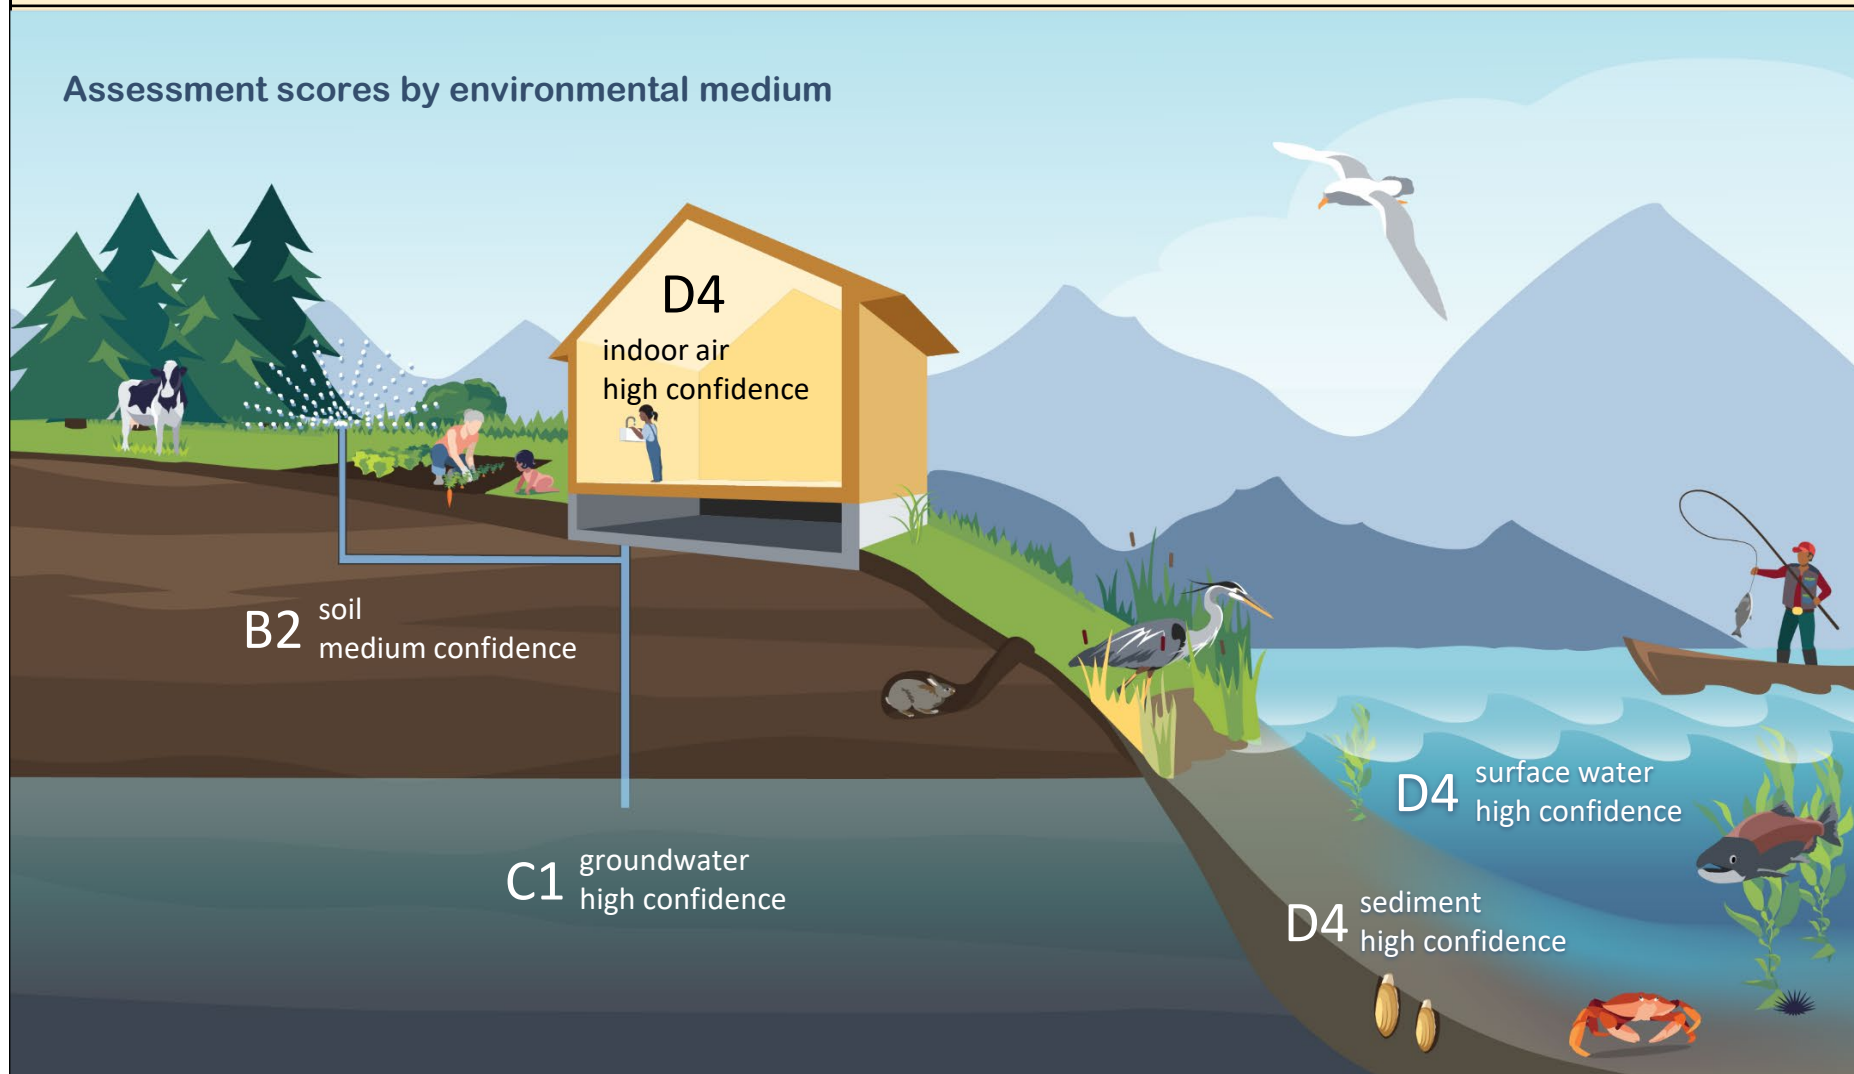 Assessment scores by environmental medium
D4
indoor air
high confidence
B2
soil
medium confidence
C1
groundwater
high confidence
D4
surface water
high confidence
D4
sediment
high confidence